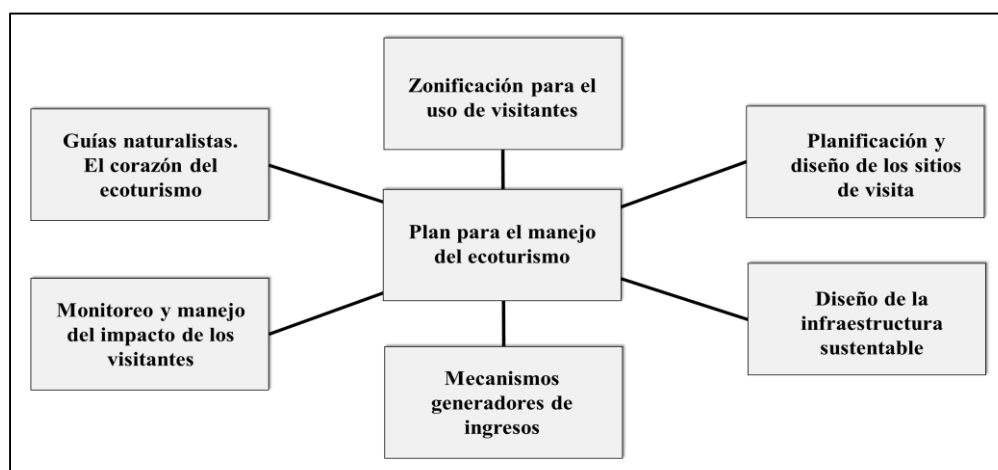 Zonificación para el
uso de visitantes
Guías naturalistas.
El corazón del
ecoturismo
Planificación y
diseño de los sitios
de visita
Plan para el manejo
del ecoturismo
Monitoreo y manejo
del impacto de los
visitantes
Diseño de la
infraestructura
sustentable
Mecanismos
generadores de
ingresos